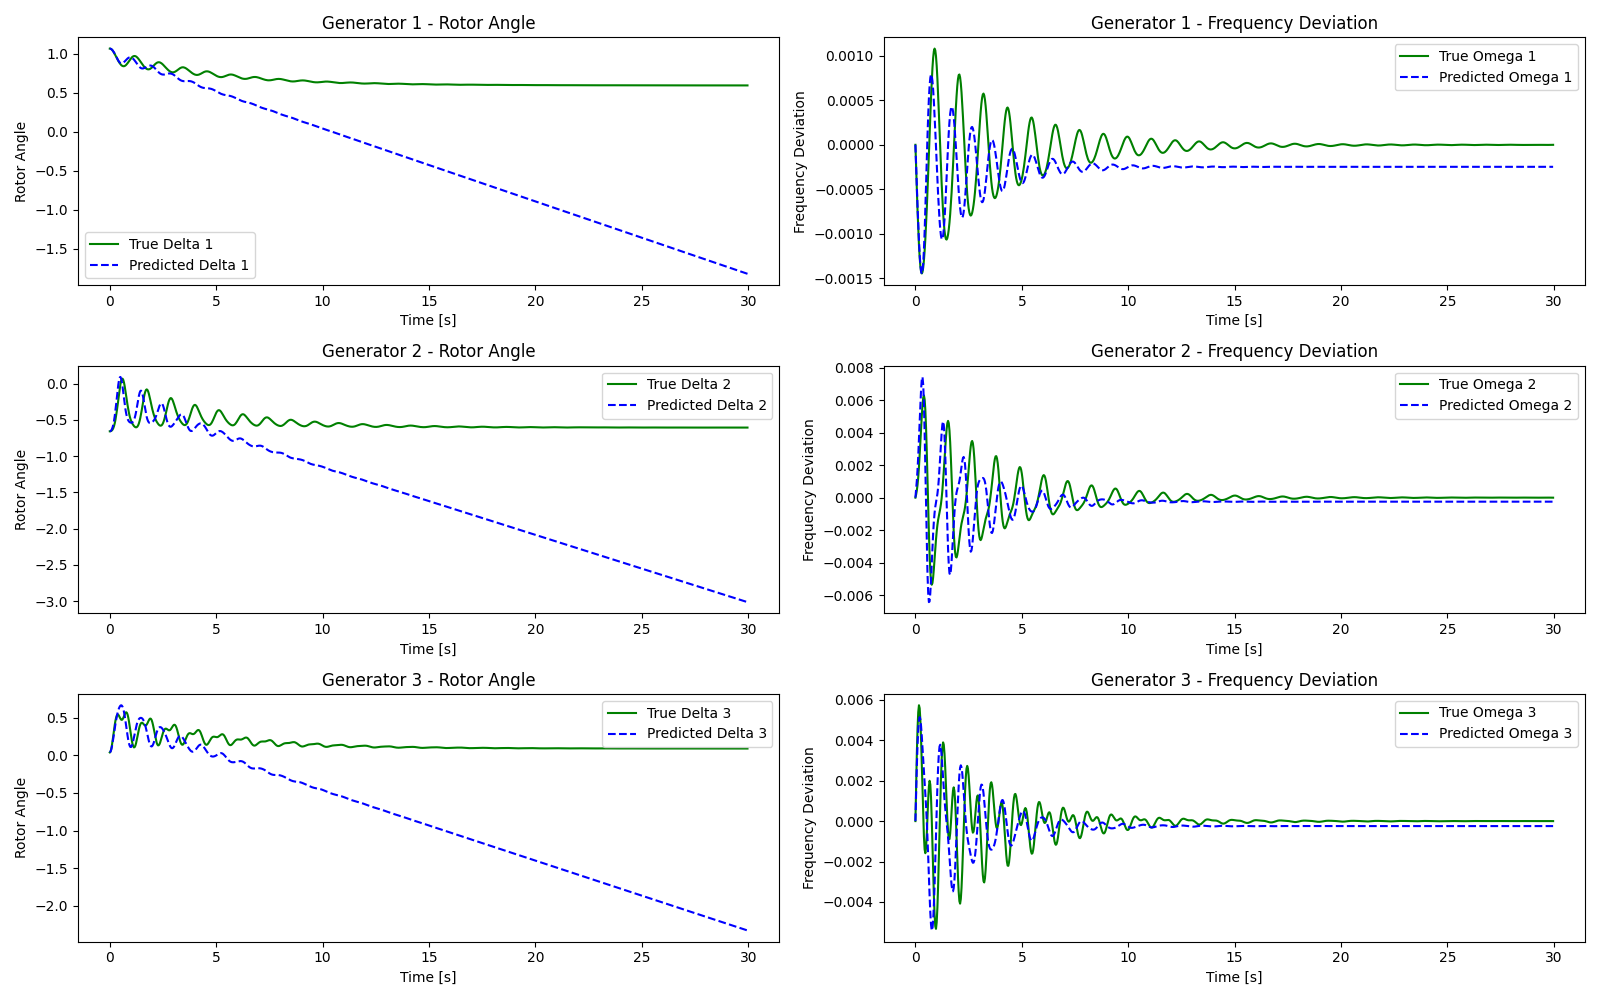 Generator 1 - Rotor Angle
Rotor Angle
1.0
0.5
0.0
−0.5
−1.0
−1.5
True Delta 1
Predicted Delta 1
0 5 10 15 20 25 30
Time [s]
Generator 1 - Frequency Deviation
Frequency Deviation
0.0010
0.0005
0.0000
−0.0005
−0.0010
−0.0015
True Omega 1
Predicted Omega 1
0 5 10 15 20 25 30
Time [s]
Generator 2 - Rotor Angle
Rotor Angle
0.0
−0.5
−1.0
−1.5
−2.0
−2.5
−3.0
True Delta 2
Predicted Delta 2
0 5 10 15 20 25 30
Time [s]
Generator 2 - Frequency Deviation
Frequency Deviation
0.008
0.006
0.004
0.002
0.000
−0.002
−0.004
−0.006
True Omega 2
Predicted Omega 2
0 5 10 15 20 25 30
Time [s]
Generator 3 - Rotor Angle
Rotor Angle
0.5
0.0
−0.5
−1.0
−1.5
−2.0
True Delta 3
Predicted Delta 3
0 5 10 15 20 25 30
Time [s]
Generator 3 - Frequency Deviation
Frequency Deviation
0.006
0.004
0.002
0.000
−0.002
−0.004
True Omega 3
Predicted Omega 3
0 5 10 15 20 25 30
Time [s]